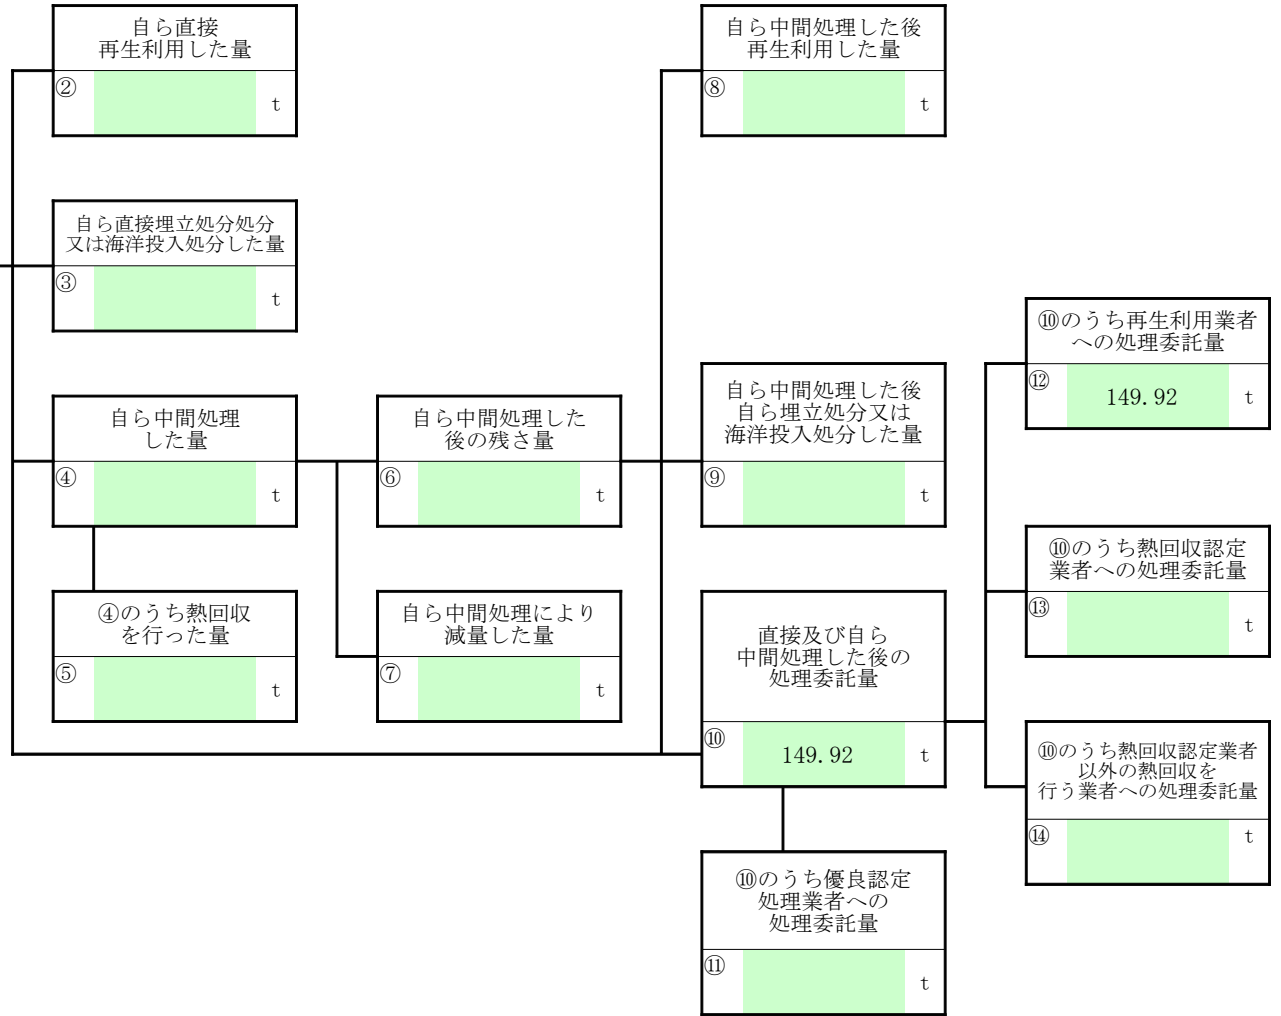 自ら直接
再生利用した量
②
t
自ら中間処理した後
再生利用した量
⑧
t
自ら直接埋立処分処分
又は海洋投入処分した量
③
t
⑩のうち再生利用業者
への処理委託量
⑫
149.92 t
自ら中間処理
した量
④
t
自ら中間処理した
後の残さ量
⑥
t
自ら中間処理した後
自ら埋立処分又は
海洋投入処分した量
⑨
t
⑩のうち熱回収認定
業者への処理委託量
⑬
t
④のうち熱回収
を行った量
⑤
t
自ら中間処理により
減量した量
⑦
t
直接及び自ら
中間処理した後の
処理委託量
⑩
149.92 t
⑩のうち熱回収認定業者
以外の熱回収を
行う業者への処理委託量
⑭
t
⑩のうち優良認定
処理業者への
処理委託量
⑪
t